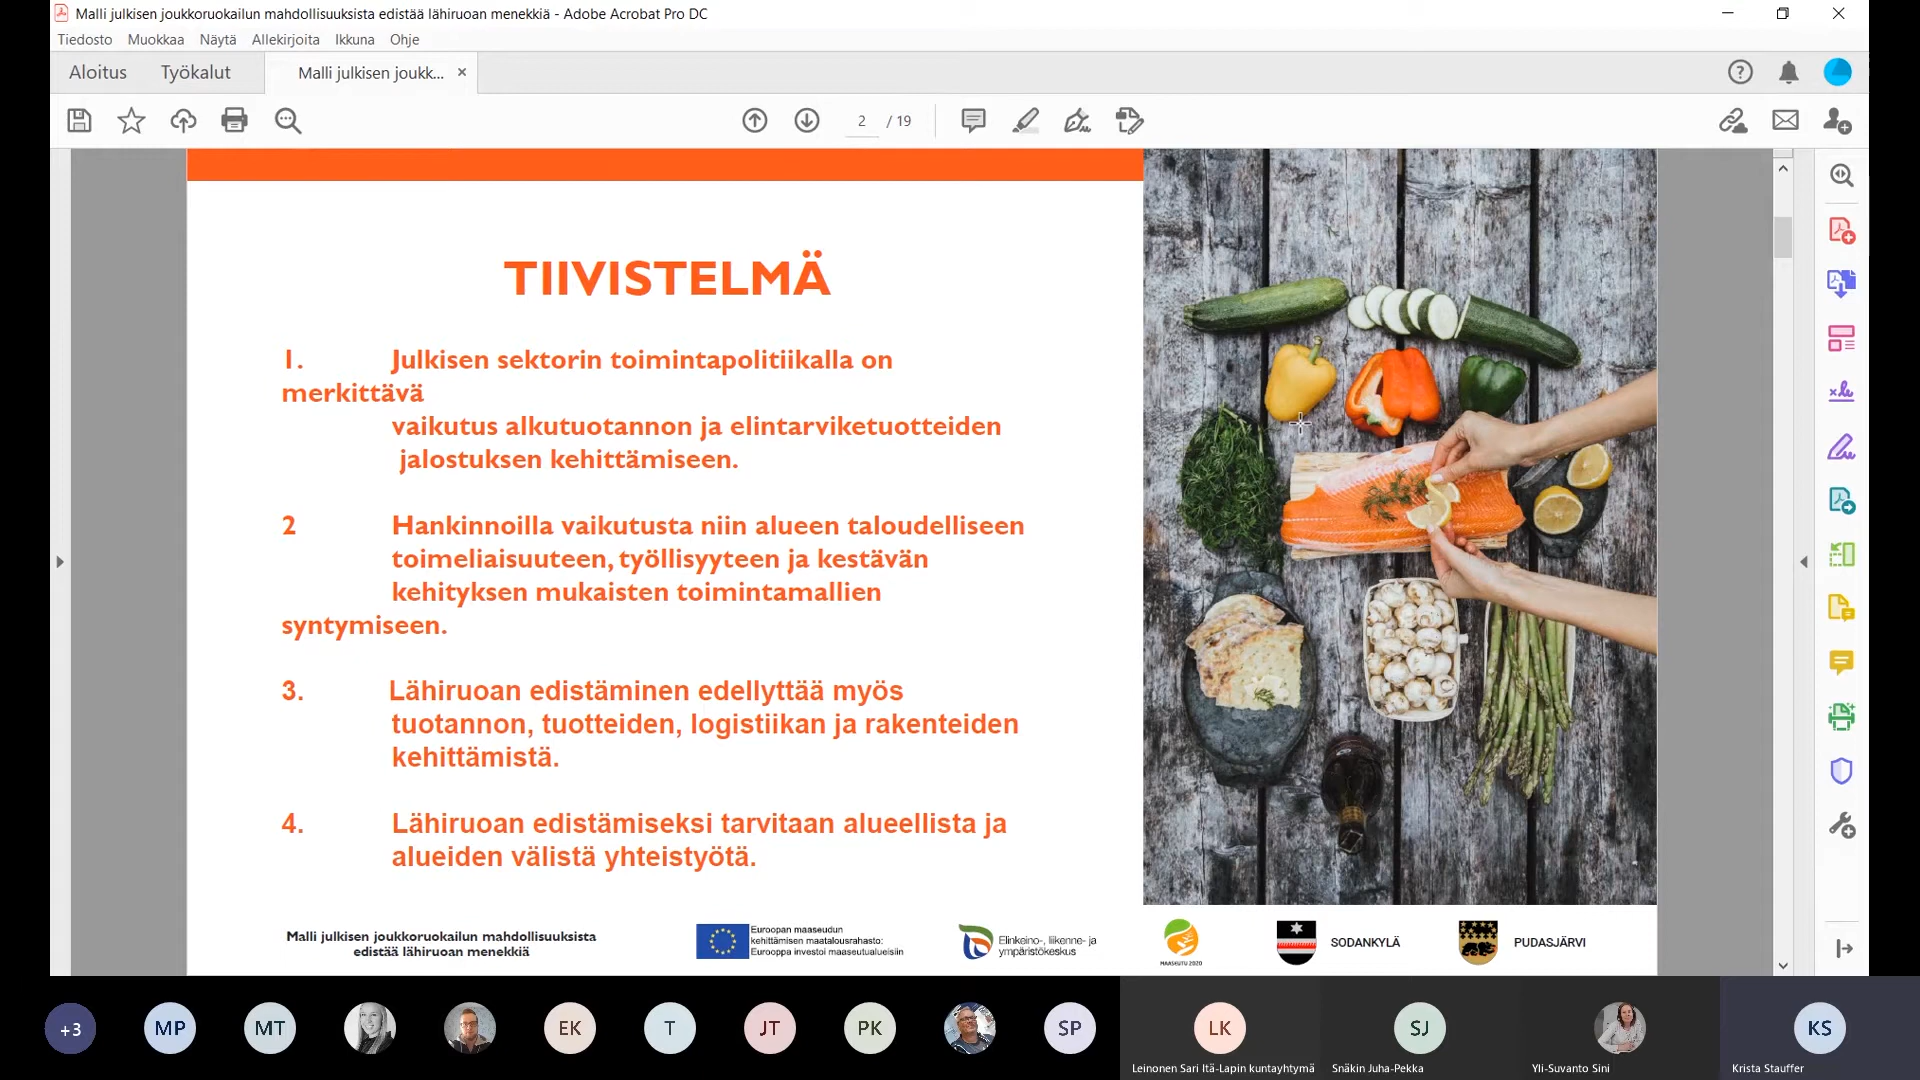 Malli julkisen joukkoruokailun mahdollisuuksista edistää lähiruoan menekkiä - Adobe Acrobat Pro DC
Tiedosto Muokkaa Näytä Allekirjoita Ikkuna Ohje
Aloitus Työkalut Malli julkisen joukk... ×
2 / 19
TIIVISTELMÄ
1. Julkisen sektorin toimintapolitiikalla on
merkittävä
vaikutus alkutuotannon ja elintarviketuotteiden
jalostuksen kehittämiseen.
2 Hankinnoilla vaikutusta niin alueen taloudelliseen
toimeliaisuuteen, työllisyyteen ja kestävän
kehityksen mukaisten toimintamallien
syntymiseen.
3. Lähiruoan edistäminen edellyttää myös
tuotannon, tuotteiden, logistiikan ja rakenteiden
kehittämistä.
4. Lähiruoan edistämiseksi tarvitaan alueellista ja
alueiden välistä yhteistyötä.
Malli julkisen joukkoruokailun mahdollisuuksista
edistää lähiruoan menekkiä
Euroopan maaseudun
kehittämisen maatalousrahasto:
Eurooppa investoi maaseutualueisiin
Elinkeino-, liikenne- ja
ympäristökeskus
MAASEUTU 2020
SODANKYLÄ
PUDASJÄRVI
+3 MP MT EK T JT PK SP LK SJ KS
Leinonen Sari Itä-Lapin kuntayhtymä Snäkin Juha-Pekka Yli-Suvanto Sini Krista Stauffer